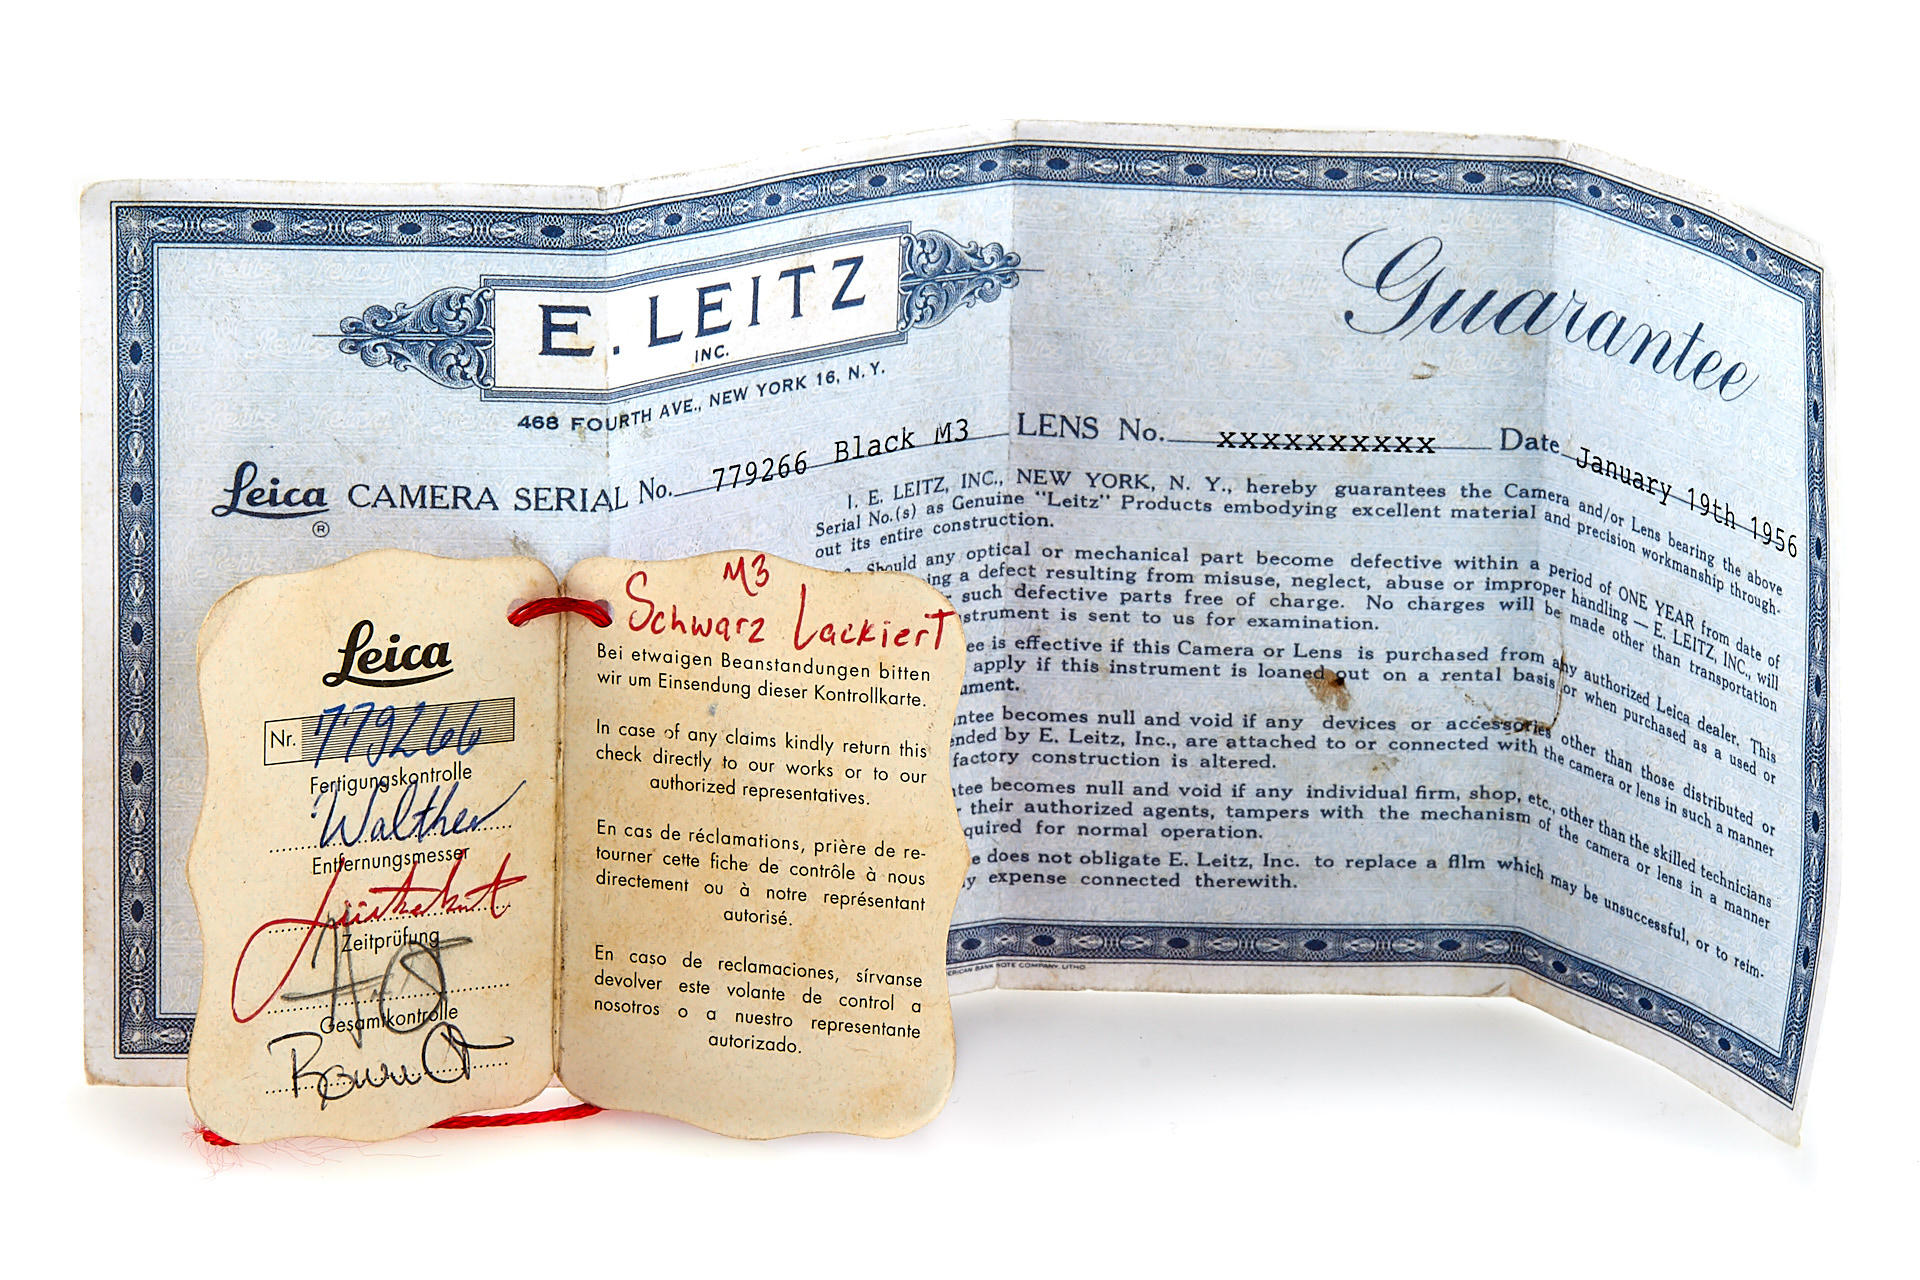 E. LEITZ
INC.
468 FOURTH AVE., NEW YORK 16, N. Y.
Guarantee
Leica CAMERA SERIAL No. 779266 Black M3 LENS No. xxxxxxxxxx Date January 19th 1956
®
I. E. LEITZ, INC., NEW YORK, N. Y., hereby guarantees the Camera and/or Lens bearing the above
Serial No.(s) as Genuine "Leitz" Products embodying excellent material and precision workmanship through-
out its entire construction.
Should any optical or mechanical part become defective within a period of ONE YEAR from date of
ing a defect resulting from misuse, neglect, abuse or improper handling — E. LEITZ, INC., will
such defective parts free of charge. No charges will be made other than transportation
strument is sent to us for examination.
ee is effective if this Camera or Lens is purchased from any authorized Leica dealer. This
apply if this instrument is loaned out on a rental basis or when purchased as a used or
ument.
ntee becomes null and void if any devices or accessories other than those distributed or
ended by E. Leitz, Inc., are attached to or connected with the camera or lens in such a manner
factory construction is altered.
tee becomes null and void if any individual firm, shop, etc., other than the skilled technicians
their authorized agents, tampers with the mechanism of the camera or lens in a manner
quired for normal operation.
e does not obligate E. Leitz, Inc. to replace a film which may be unsuccessful, or to reim-
y expense connected therewith.
ERICAN BANK NOTE COMPANY, LITHO.
Leica
Nr. 779266
Fertigungskontrolle
Walther
Entfernungsmesser
Zeitprüfung
Gesamtkontrolle
M3
Schwarz Lackiert
Bei etwaigen Beanstandungen bitten
wir um Einsendung dieser Kontrollkarte.
In case of any claims kindly return this
check directly to our works or to our
authorized representatives.
En cas de réclamations, prière de re-
tourner cette fiche de contrôle à nous
directement ou à notre représentant
autorisé.
En caso de reclamaciones, sírvanse
devolver este volante de control a
nosotros o a nuestro representante
autorizado.